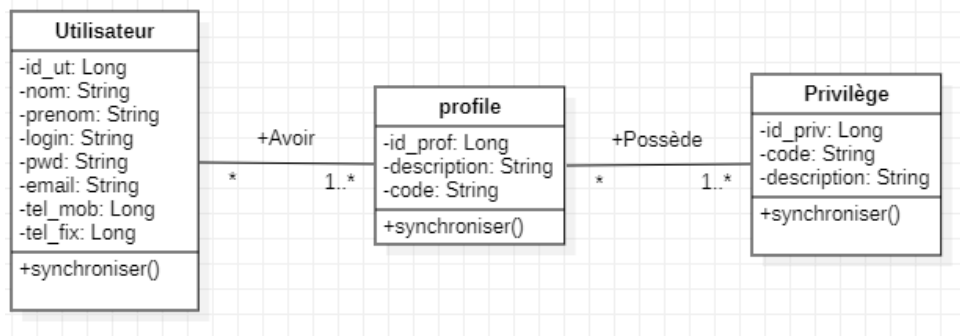 Utilisateur
-id_ut: Long
-nom: String
-prenom: String
-login: String
-pwd: String
-email: String
-tel_mob: Long
-tel_fix: Long
+synchroniser()
+Avoir
*
1..*
profile
-id_prof: Long
-description: String
-code: String
+synchroniser()
+Possède
*
1..*
Privilège
-id_priv: Long
-code: String
-description: String
+synchroniser()